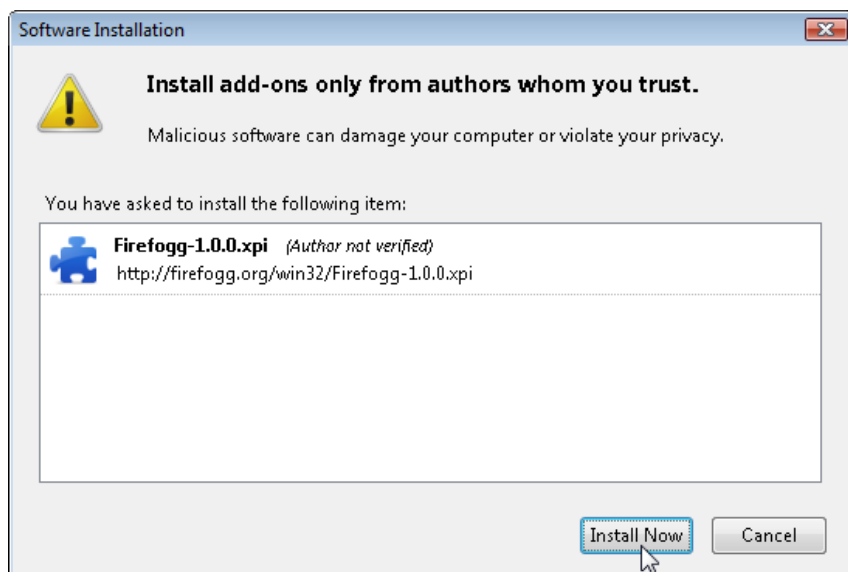 Software Installation
Install add-ons only from authors whom you trust.
Malicious software can damage your computer or violate your privacy.
You have asked to install the following item:
Firefogg-1.0.0.xpi (Author not verified)
http://firefogg.org/win32/Firefogg-1.0.0.xpi
Install Now Cancel